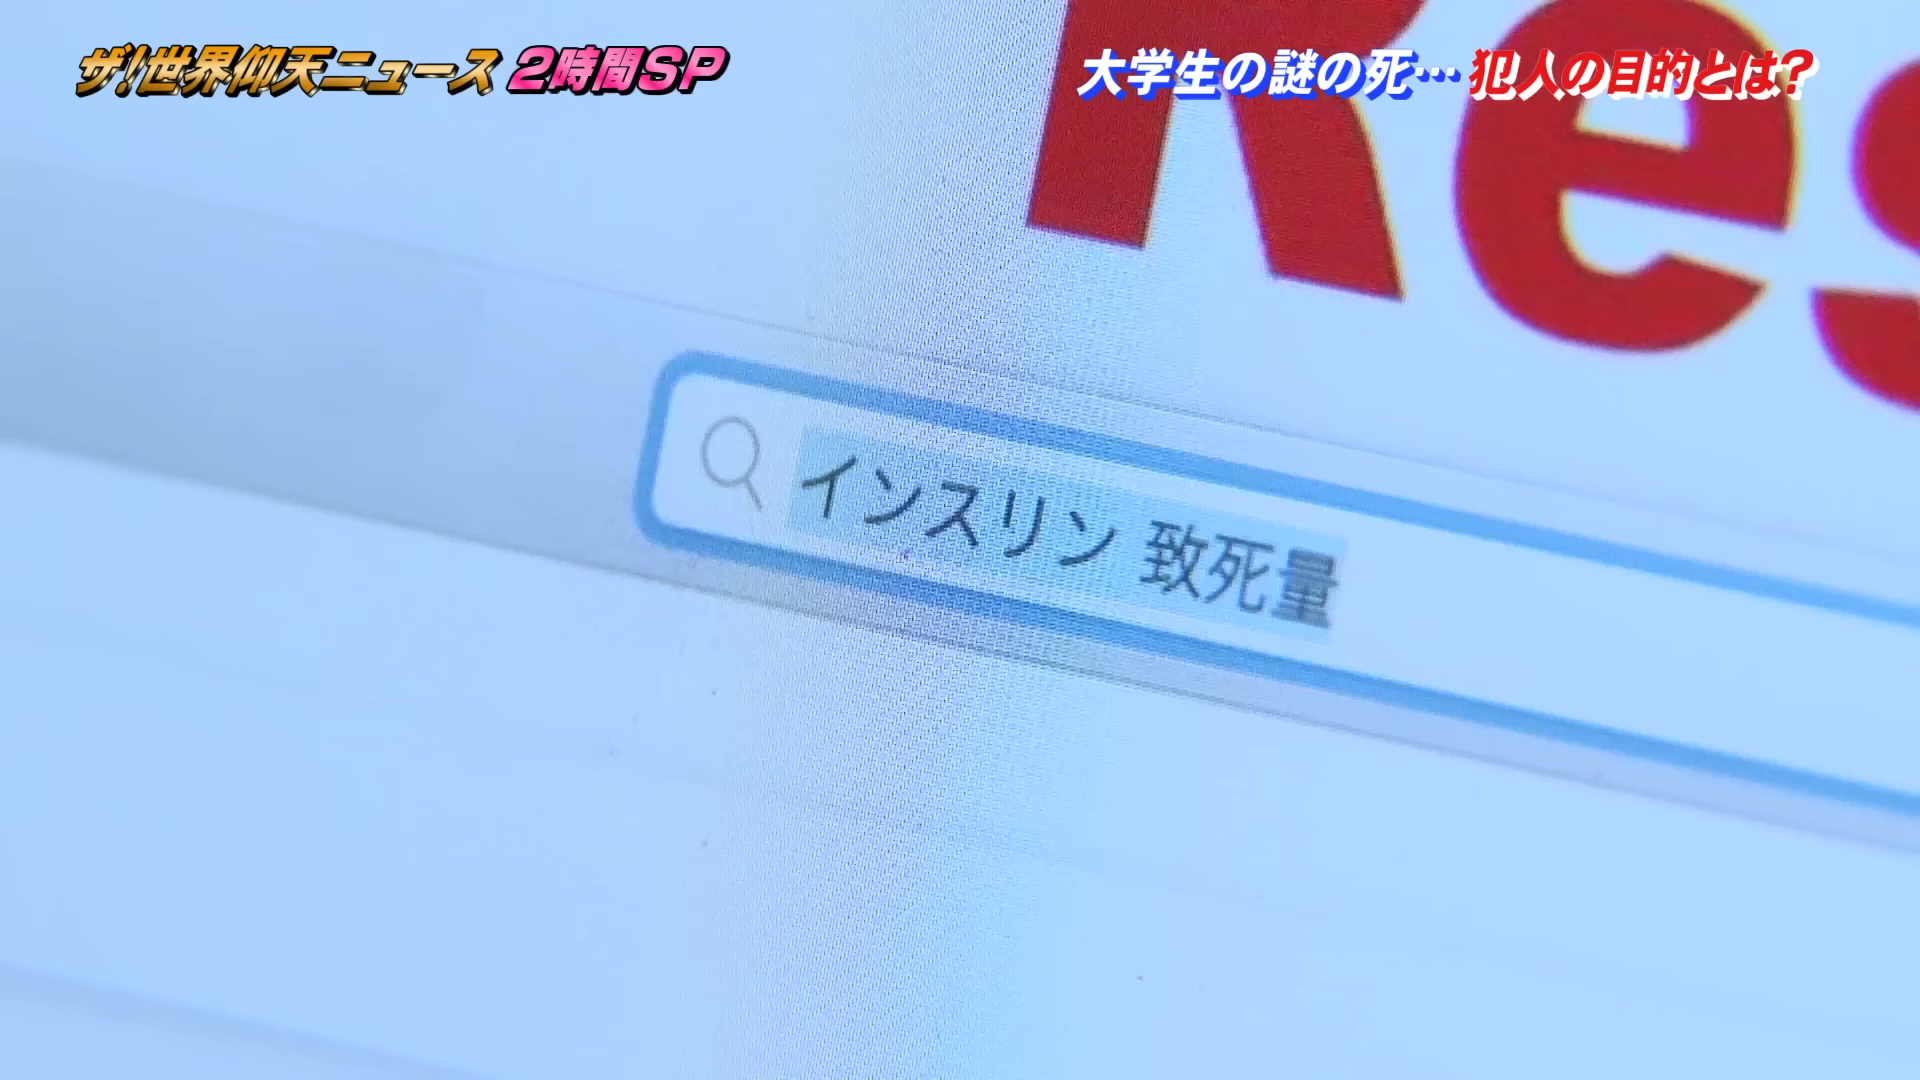 ザ!世界仰天ニュース 2時間SP
大学生の謎の死… 犯人の目的とは?
Res
インスリン 致死量